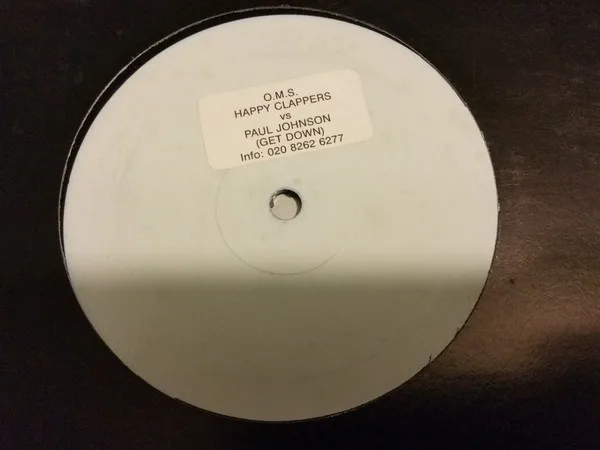 O.M.S.
HAPPY CLAPPERS
vs
PAUL JOHNSON
(GET DOWN)
Info: 020 8262 6277